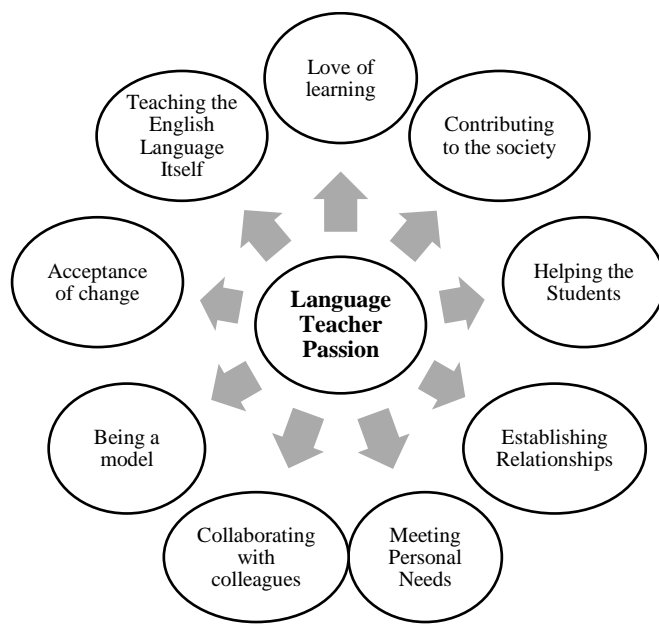 Love of
learning
Contributing
to the society
Helping the
Students
Establishing
Relationships
Meeting
Personal
Needs
Collaborating
with
colleagues
Being a
model
Acceptance
of change
Teaching the
English
Language
Itself
Language
Teacher
Passion